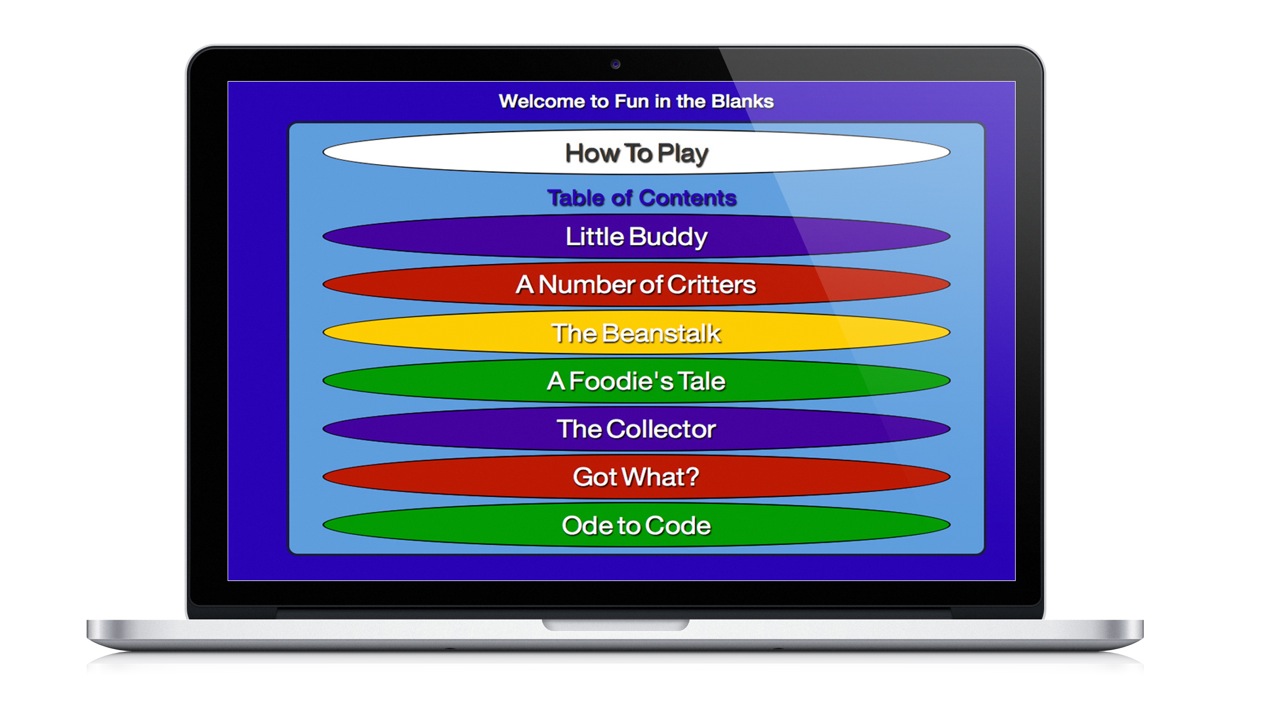 Welcome to Fun in the Blanks
How To Play
Table of Contents
Little Buddy
A Number of Critters
The Beanstalk
A Foodie's Tale
The Collector
Got What?
Ode to Code